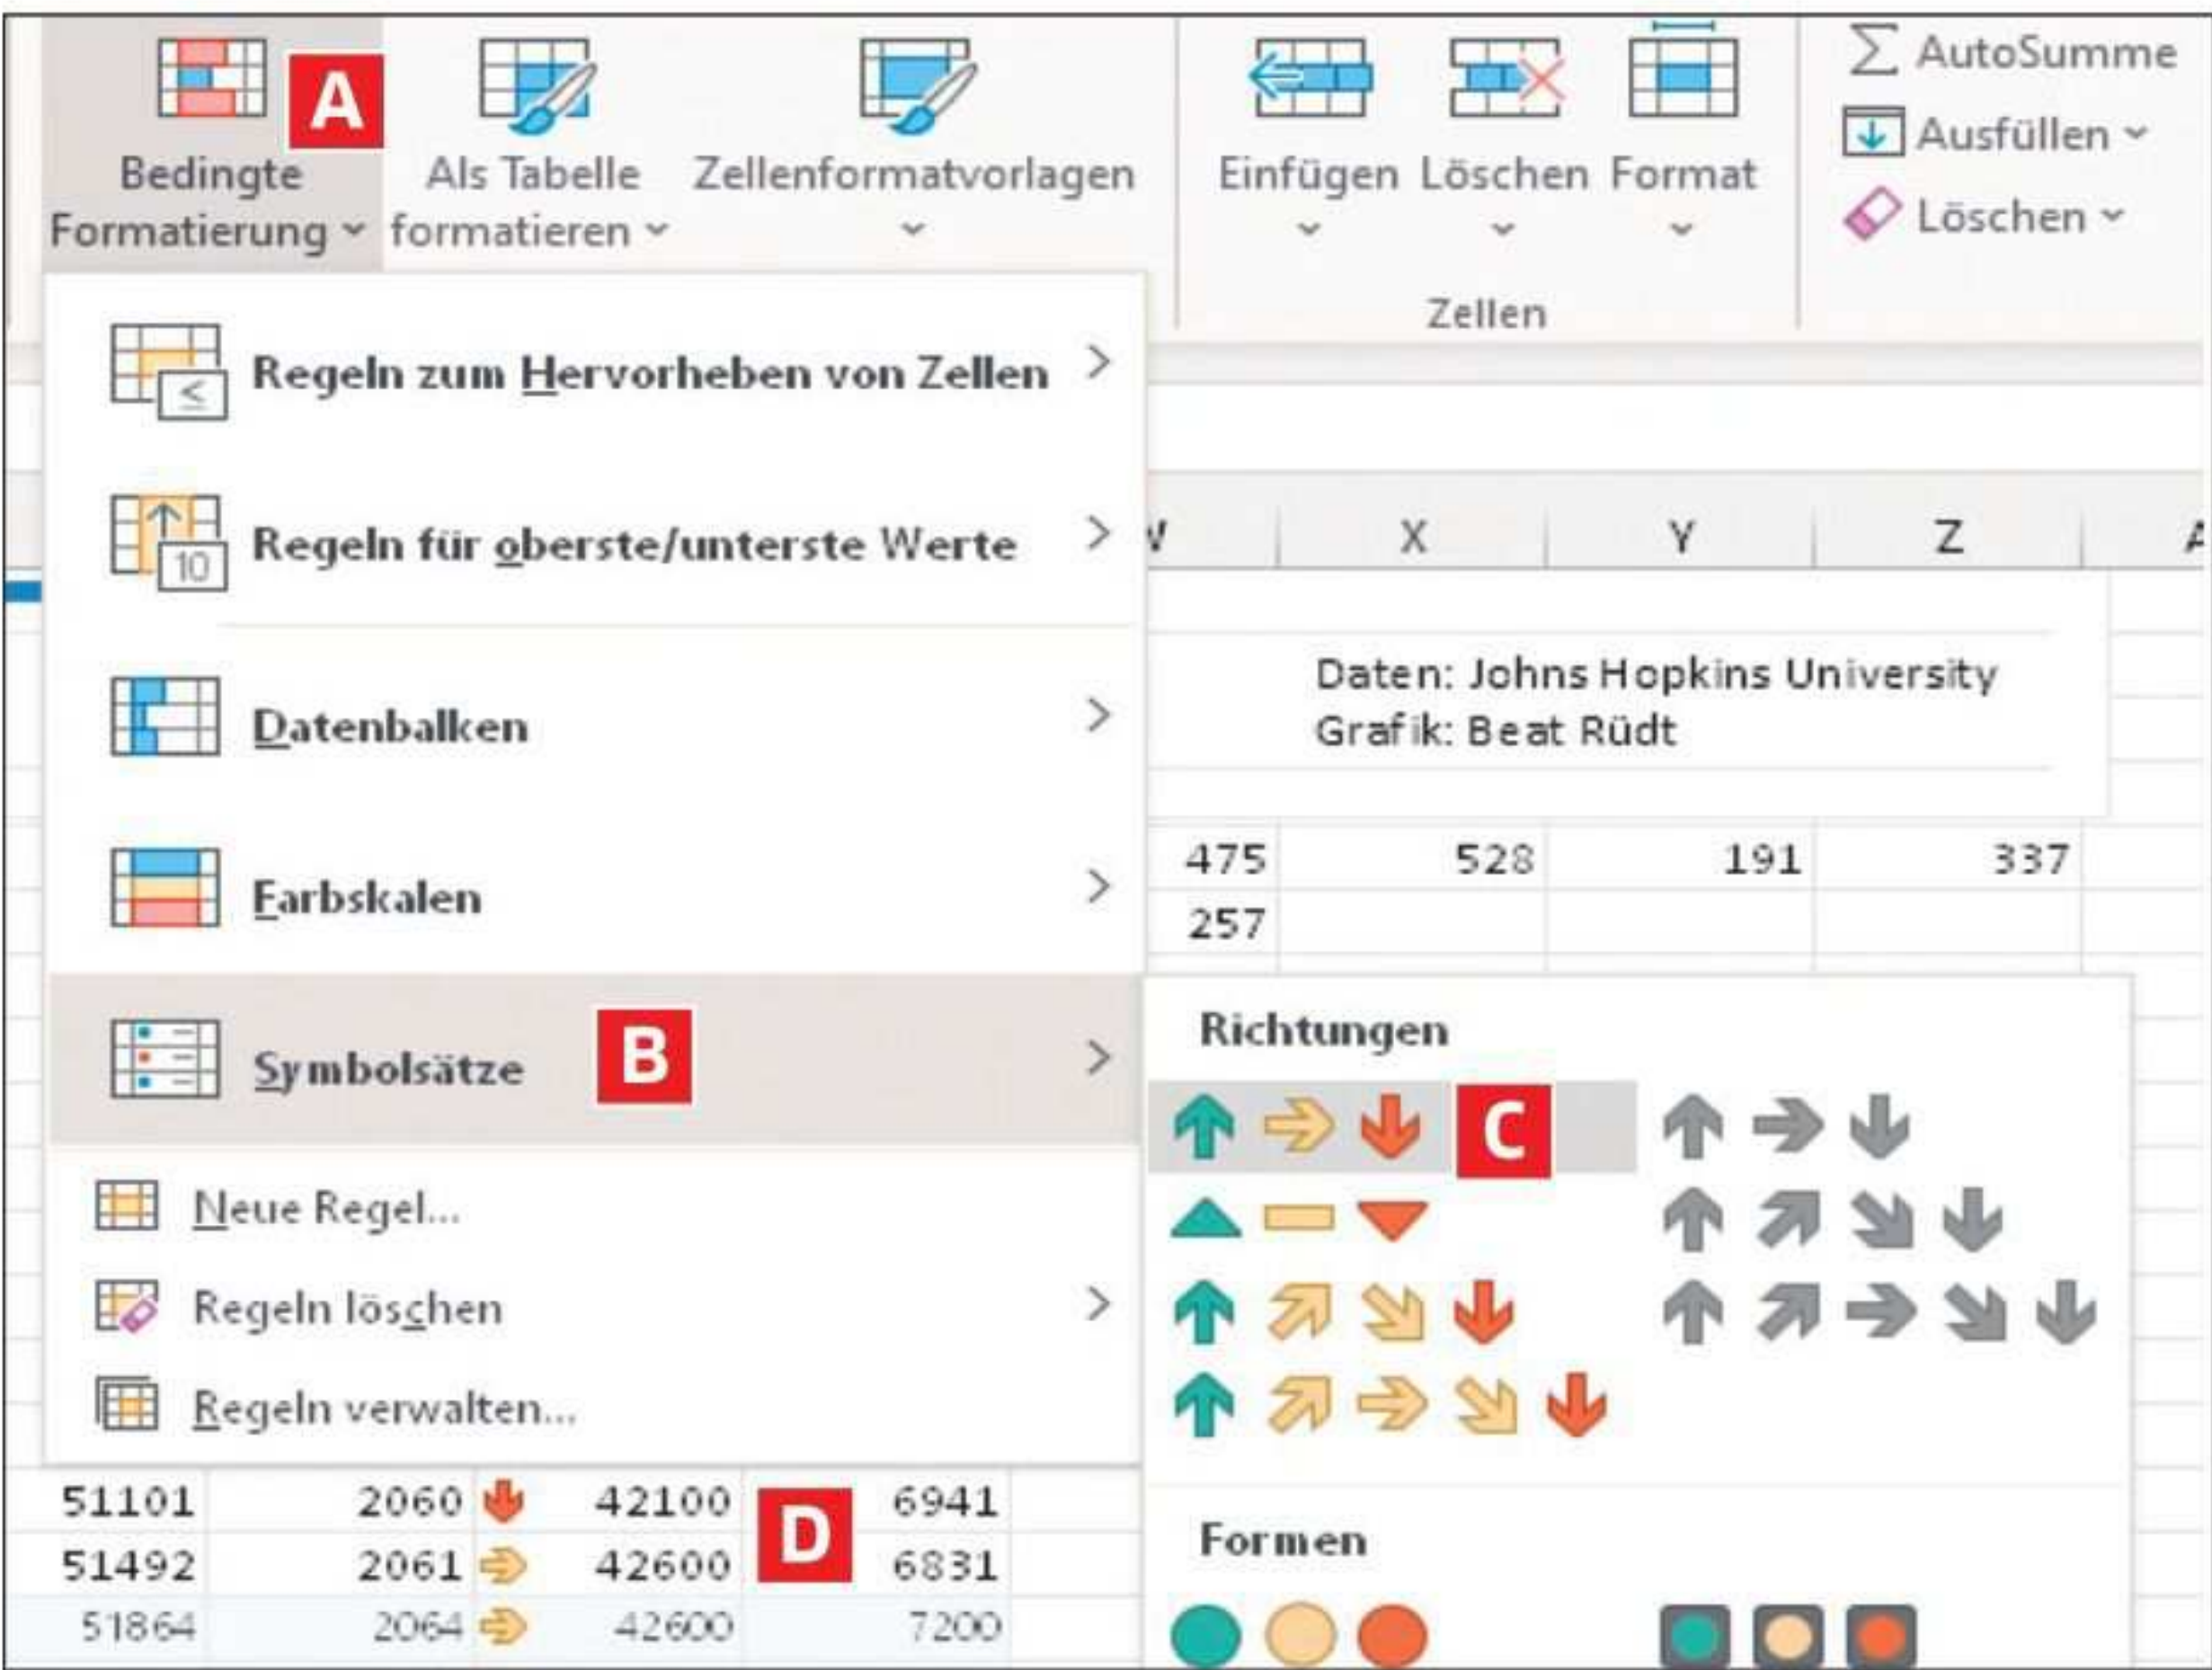 A
Bedingte Formatierung
Als Tabelle formatieren
Zellenformatvorlagen
Einfügen
Löschen
Format
Zellen
AutoSumme
Ausfüllen
Löschen
≤
Regeln zum Hervorheben von Zellen
10
Regeln für oberste/unterste Werte
Datenbalken
Farbskalen
Symbolsätze
B
Neue Regel...
Regeln löschen
Regeln verwalten...
X Y Z
Daten: Johns Hopkins University
Grafik: Beat Rüdt
475 528 191 337
257
Richtungen
C
Formen
51101 2060 42100 6941
D
51492 2061 42600 6831
51864 2064 42600 7200